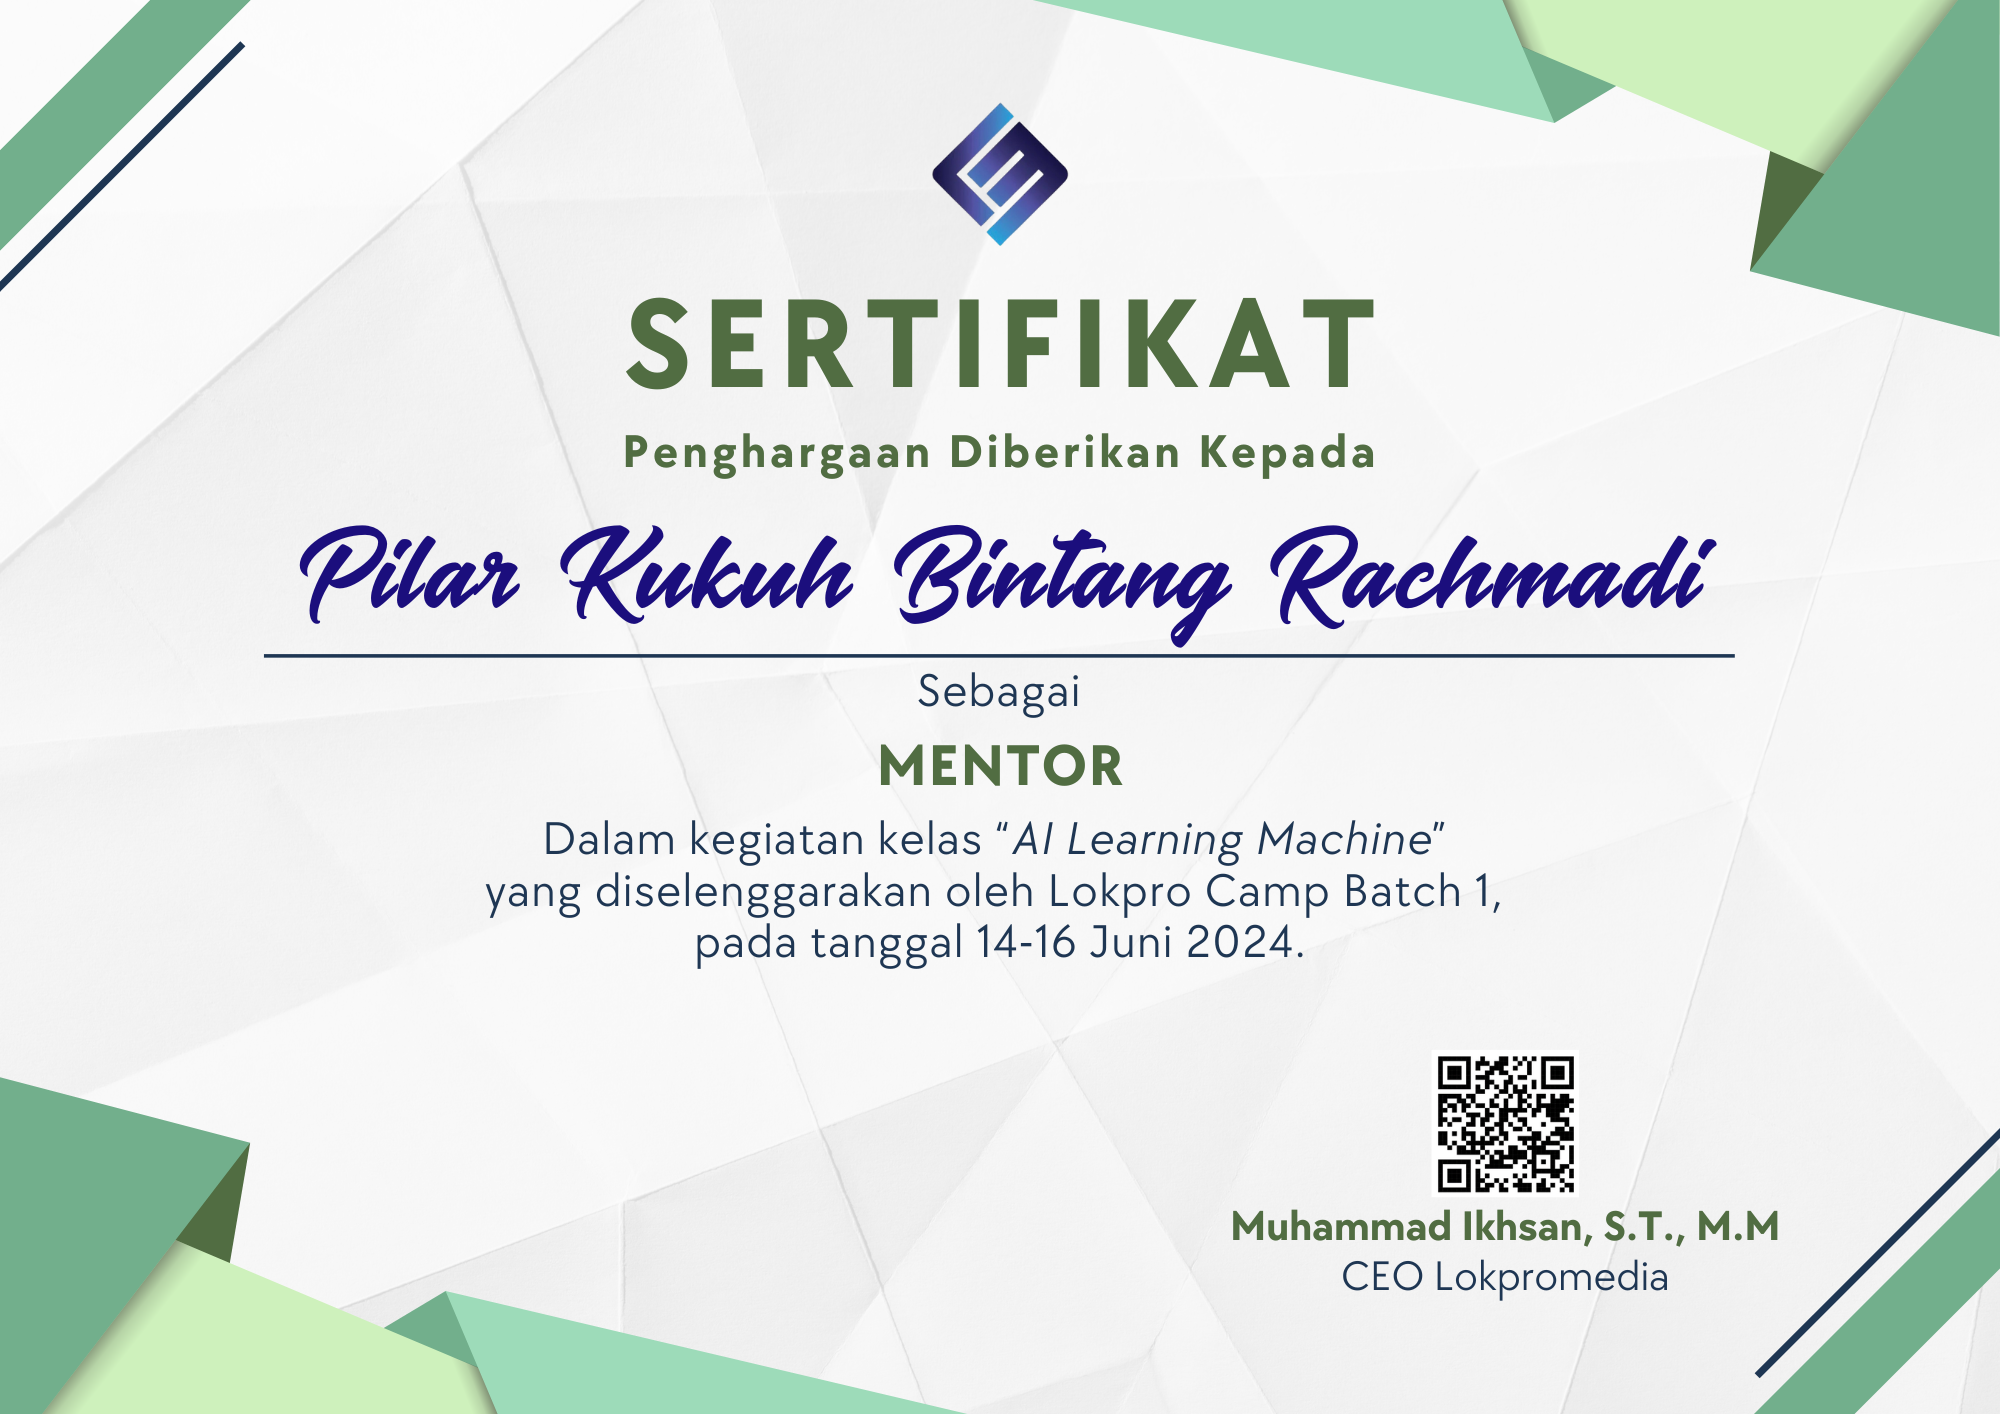 SERTIFIKAT
Penghargaan Diberikan Kepada
Pilar Kukuh Bintang Rachmadi
Sebagai
MENTOR
Dalam kegiatan kelas “AI Learning Machine”
yang diselenggarakan oleh Lokpro Camp Batch 1,
pada tanggal 14-16 Juni 2024.
Muhammad Ikhsan, S.T., M.M
CEO Lokpromedia